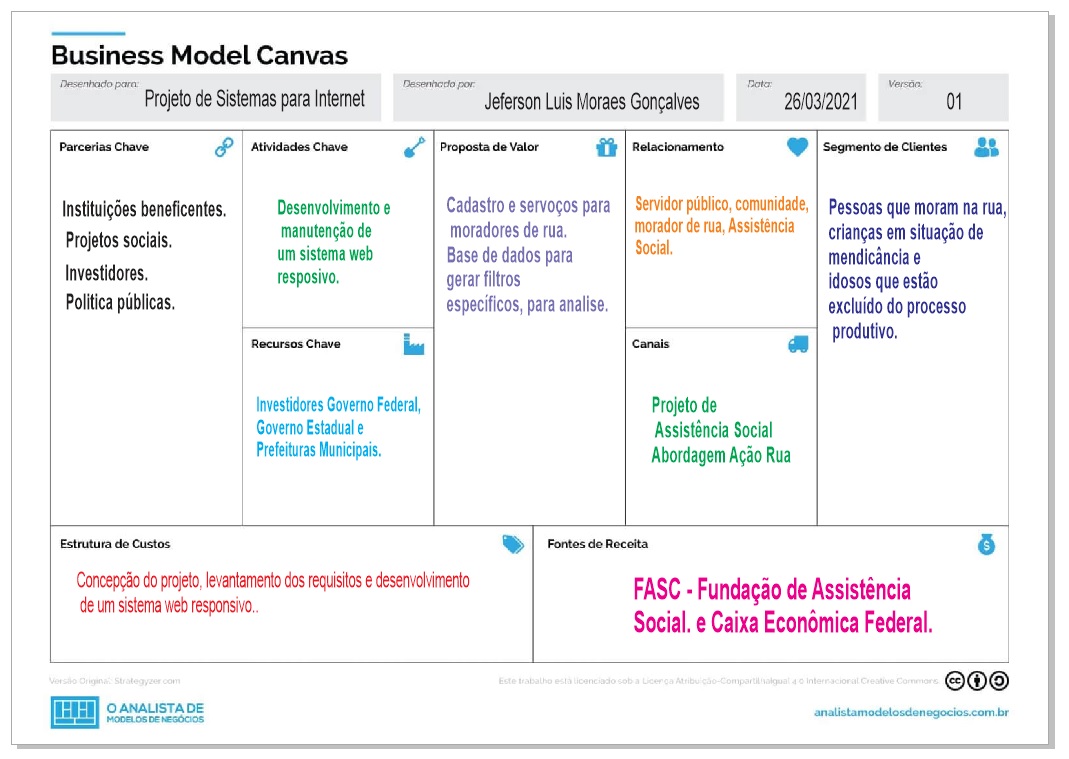 Business Model Canvas
Desenhado para:
Projeto de Sistemas para Internet
Desenhado por:
Jeferson Luis Moraes Gonçalves
Data:
26/03/2021
Versão:
01
Parcerias Chave
Instituições beneficentes.
Projetos sociais.
Investidores.
Politica públicas.
Atividades Chave
Desenvolvimento e
manutenção de
um sistema web
resposivo.
Recursos Chave
Investidores Governo Federal,
Governo Estadual e
Prefeituras Municipais.
Proposta de Valor
Cadastro e servoços para
moradores de rua.
Base de dados para
gerar filtros
específicos, para analise.
Relacionamento
Servidor público, comunidade,
morador de rua, Assistência
Social.
Canais
Projeto de
Assistência Social
Abordagem Ação Rua
Segmento de Clientes
Pessoas que moram na rua,
crianças em situação de
mendicância e
idosos que estão
excluído do processo
produtivo.
Estrutura de Custos
Concepção do projeto, levantamento dos requisitos e desenvolvimento
de um sistema web responsivo..
Fontes de Receita
FASC - Fundação de Assistência
Social. e Caixa Econômica Federal.
Versão Original: Strategyzer.com
Este trabalho está licenciado sob a Licença Atribuição-CompartilhaIgual 4.0 Internacional Creative Commons.
O ANALISTA DE
MODELOS DE NEGÓCIOS
analistamodelosdenegocios.com.br